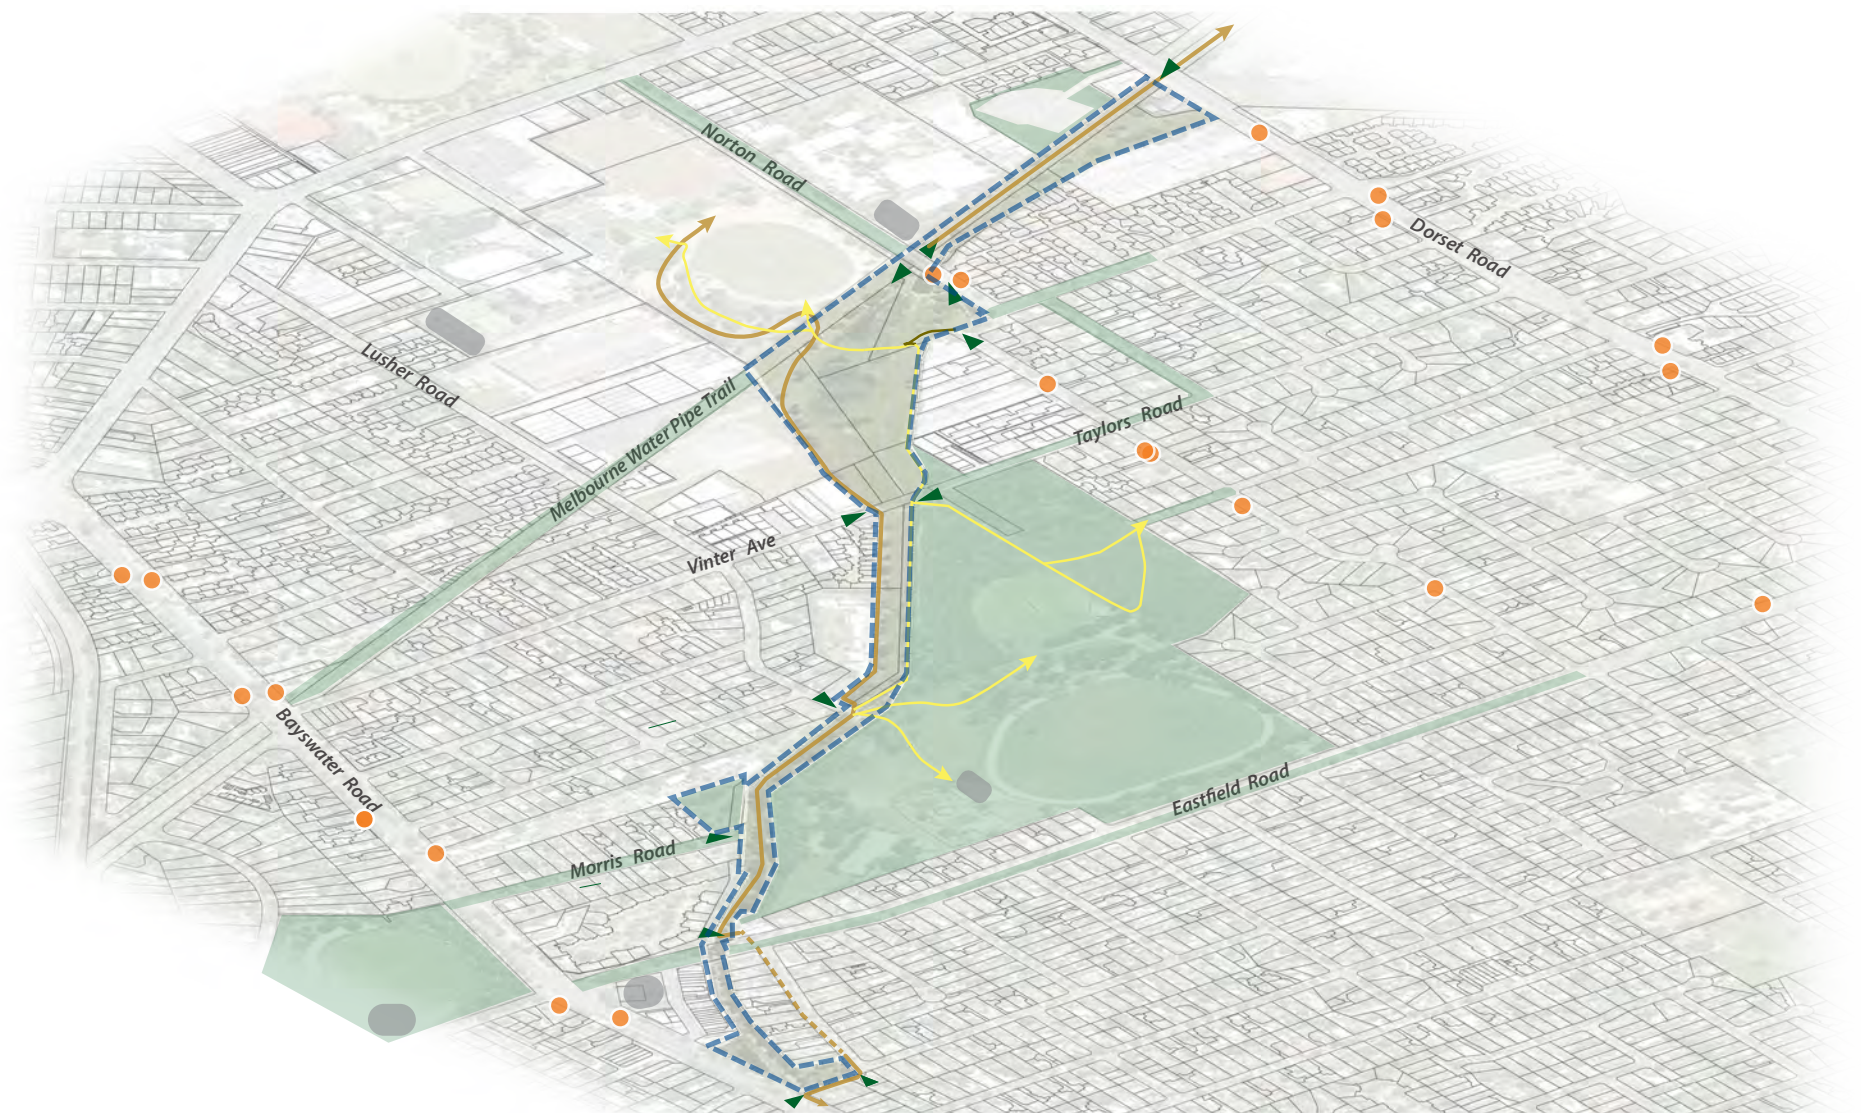 Norton Road
Dorset Road
Lusher Road
Melbourne Water Pipe Trail
Taylors Road
Vinter Ave
Bayswater Road
Eastfield Road
Morris Road